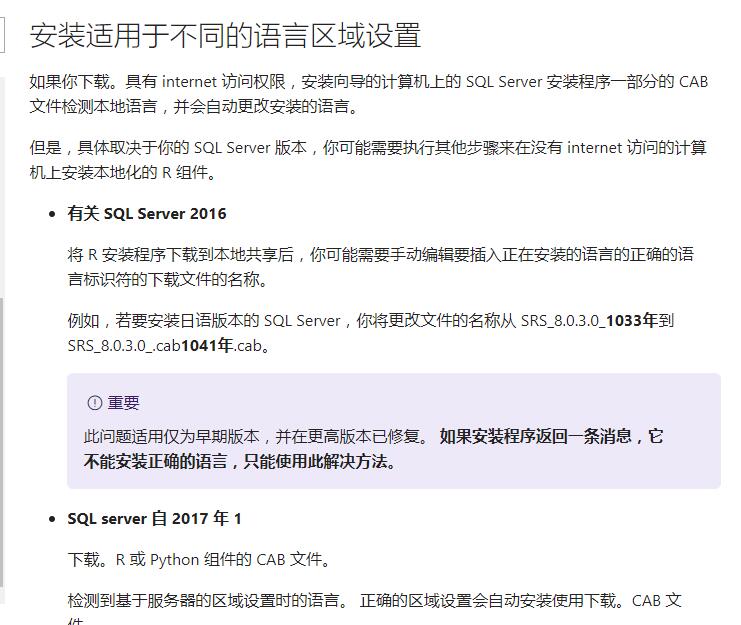 安装适用于不同的语言区域设置
如果你下载。具有 internet 访问权限，安装向导的计算机上的 SQL Server 安装程序一部分的 CAB
文件检测本地语言，并会自动更改安装的语言。
但是，具体取决于你的 SQL Server 版本，你可能需要执行其他步骤来在没有 internet 访问的计算
机上安装本地化的 R 组件。
• 有关 SQL Server 2016
将 R 安装程序下载到本地共享后，你可能需要手动编辑要插入正在安装的语言的正确的语
言标识符的下载文件的名称。
例如，若要安装日语版本的 SQL Server，你将更改文件的名称从 SRS_8.0.3.0_1033年到
SRS_8.0.3.0_.cab1041年.cab。
重要
此问题适用仅为早期版本，并在更高版本已修复。 如果安装程序返回一条消息，它
不能安装正确的语言，只能使用此解决方法。
• SQL server 自 2017 年 1
下载。R 或 Python 组件的 CAB 文件。
检测到基于服务器的区域设置时的语言。 正确的区域设置会自动安装使用下载。CAB 文